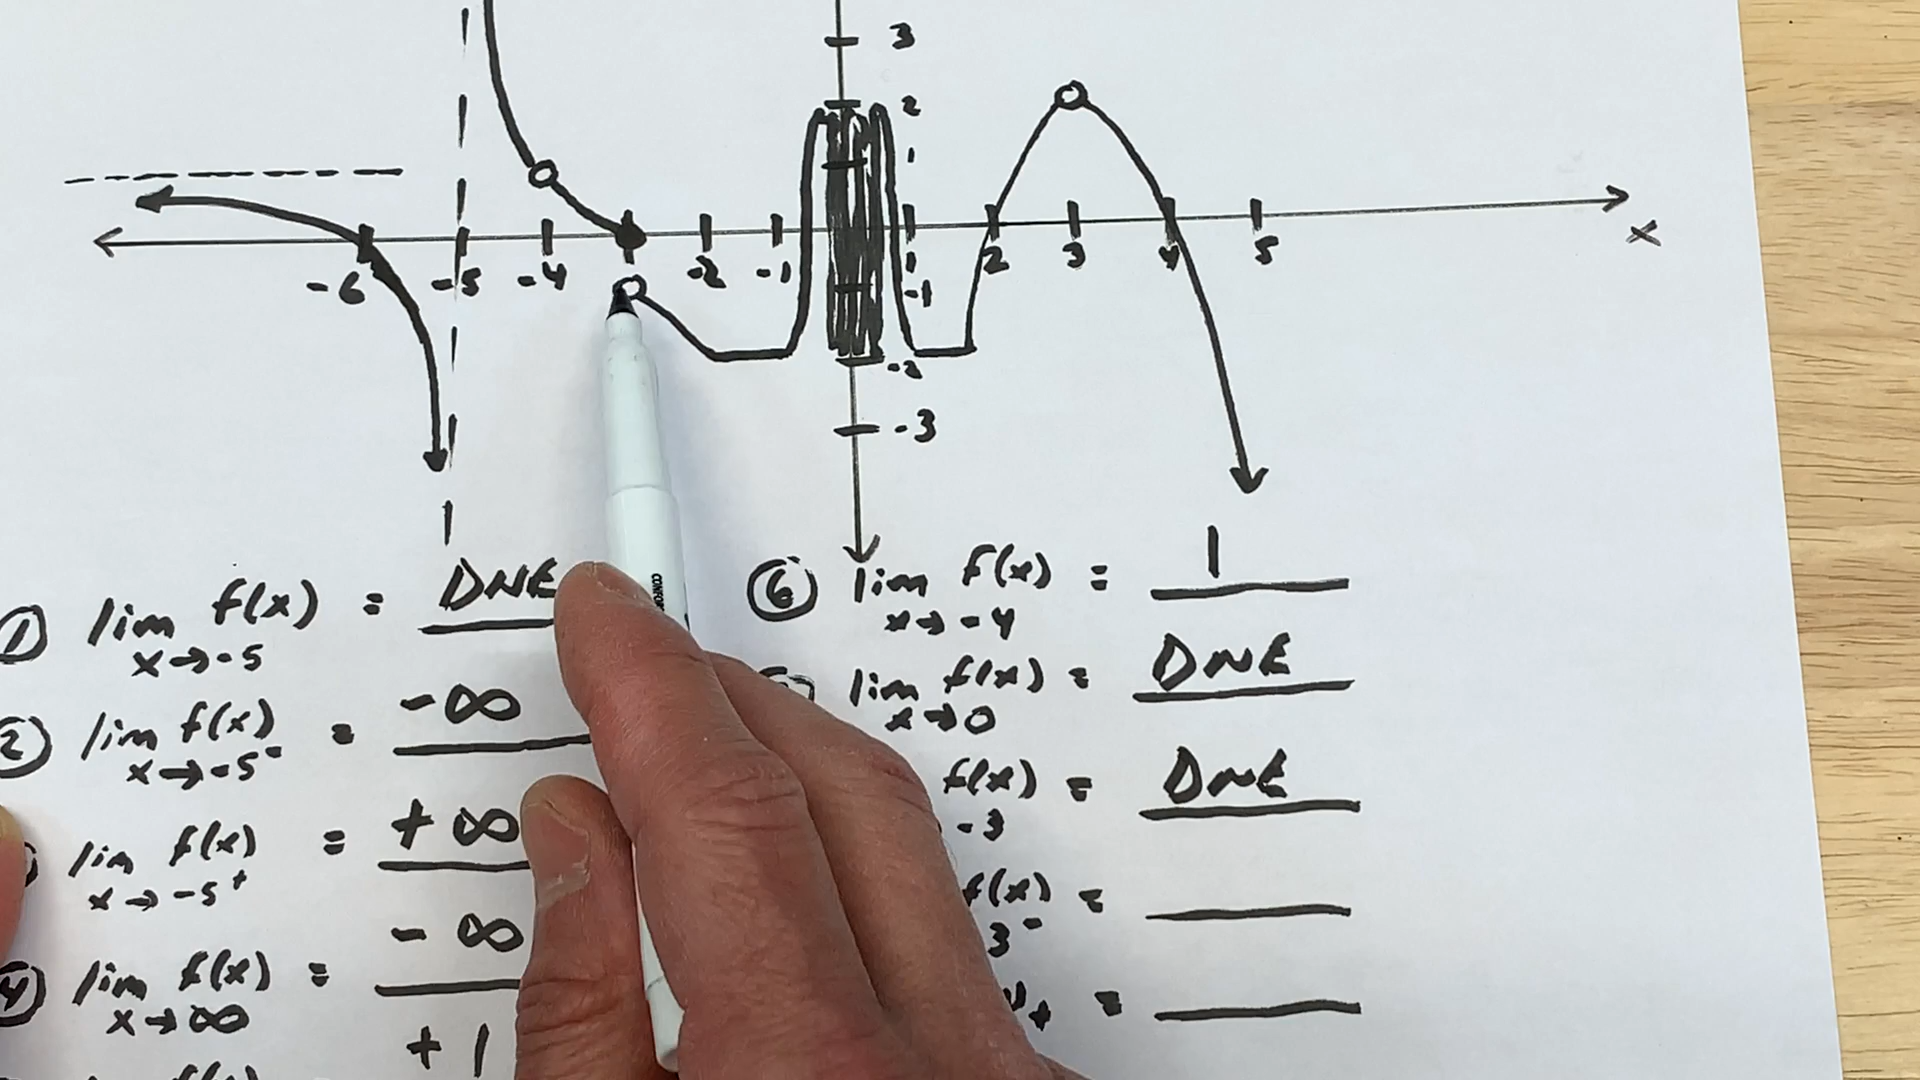 3
2
1
-6 -5 -4 -2 -1 1 2 3 4 5 x
-1
-2
-3
1) lim f(x) = DNE
x→-5
2) lim f(x) = -∞
x→-5⁻
lim f(x) = +∞
x→-5⁺
4) lim f(x) = -∞
x→∞
f(x) +1
6) lim f(x) = 1
x→-4
lim f(x) = DNE
x→0
f(x) = DNE
-3
f(x) =
3⁻
=
CONFOR